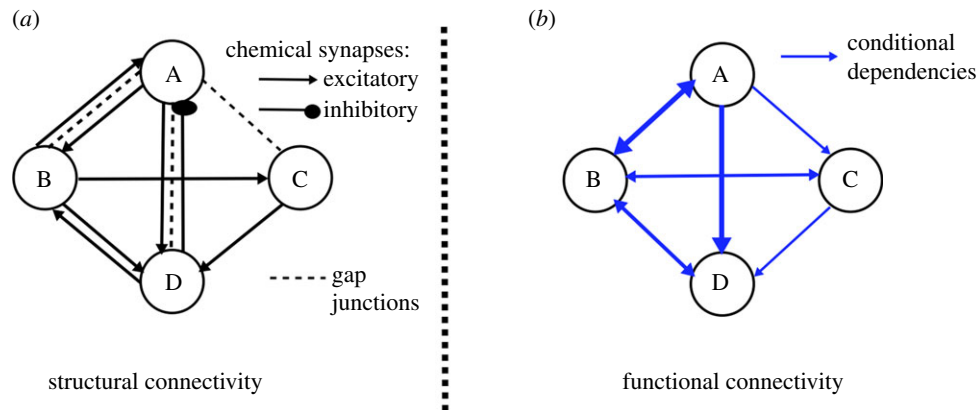 (a)
chemical synapses:
excitatory
inhibitory
A
B
C
D
gap
junctions
structural connectivity
(b)
conditional
dependencies
A
B
C
D
functional connectivity